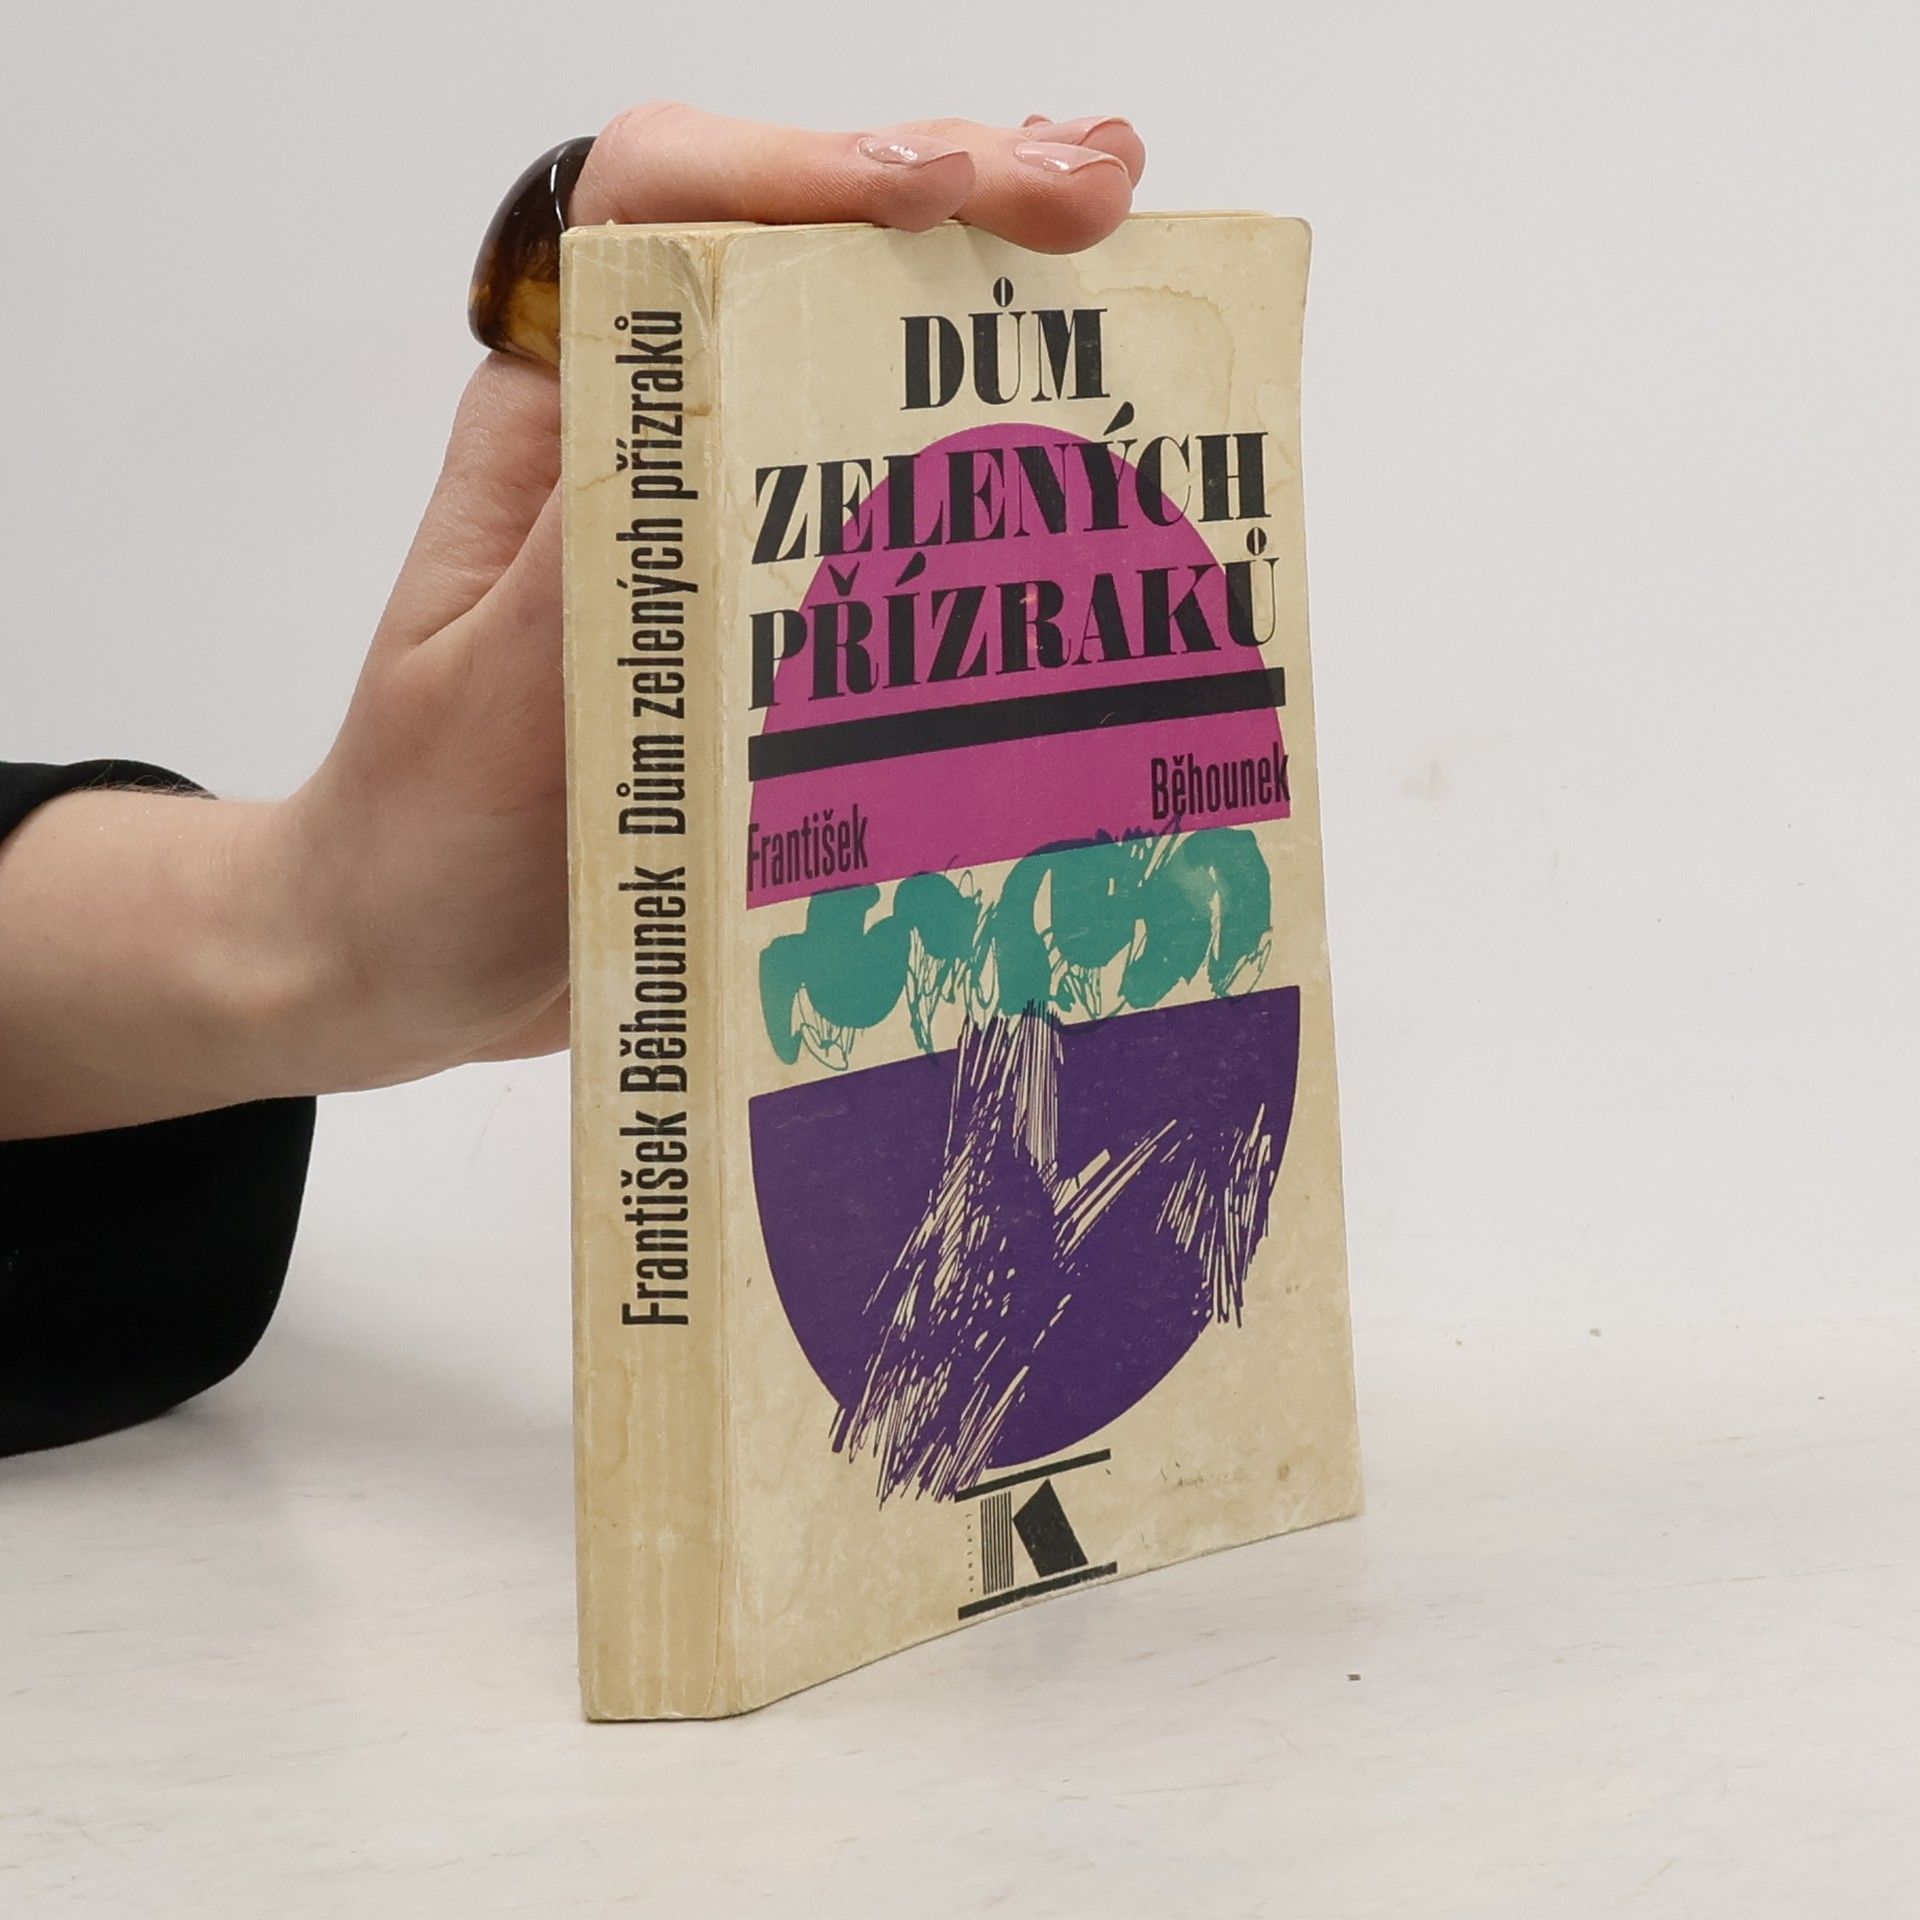 František Běhounek Dům zelených přízraků
DŮM
ZELENÝCH
PŘÍZRAKŮ
František Běhounek
K